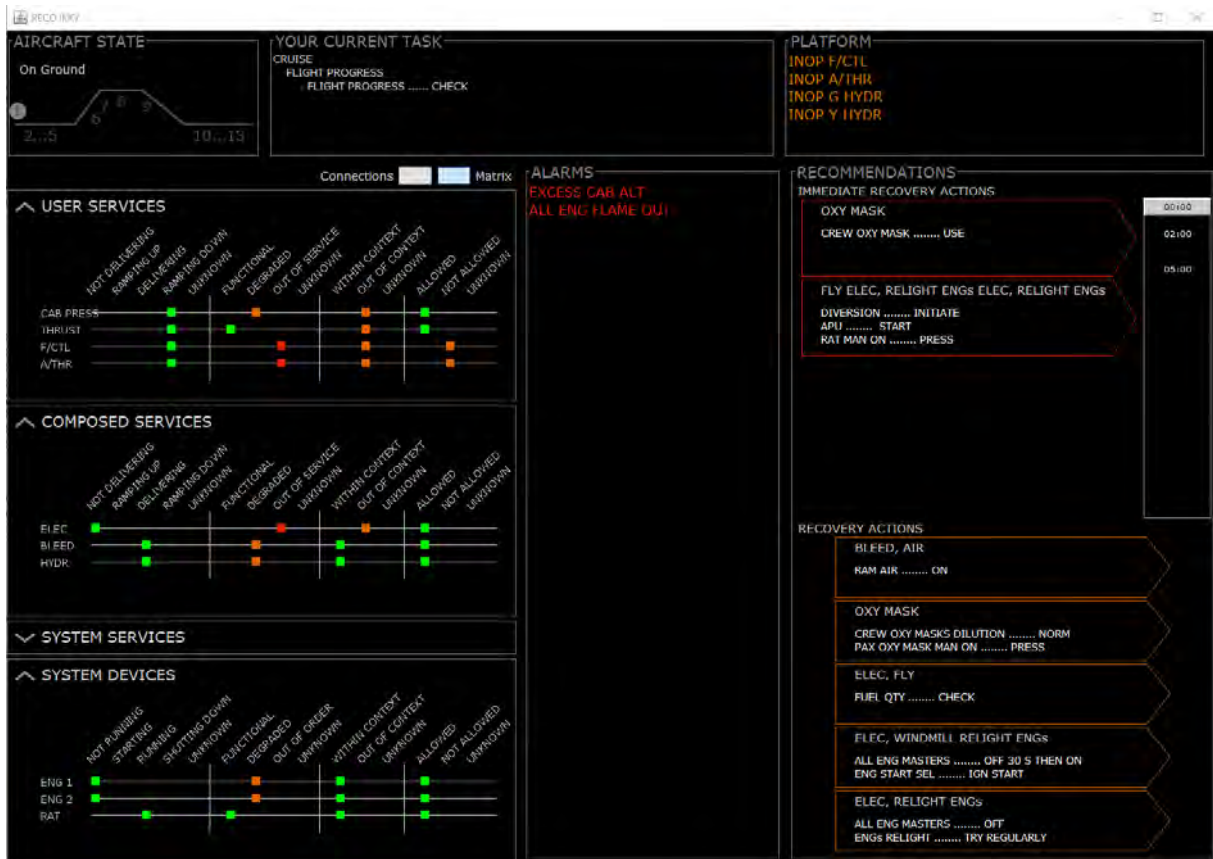 AIRCRAFT STATE
On Ground
1
6
7
8
9
2...5
10...13
YOUR CURRENT TASK
CRUISE
FLIGHT PROGRESS
FLIGHT PROGRESS ...... CHECK
PLATFORM
INOP F/CTL
INOP A/THR
INOP G HYDR
INOP Y HYDR
Connections
Matrix
USER SERVICES
NOT DELIVERING
RAMPING UP
DELIVERING
RAMPING DOWN
UNKNOWN
FUNCTIONAL
DEGRADED
OUT OF SERVICE
UNKNOWN
WITHIN CONTEXT
OUT OF CONTEXT
UNKNOWN
ALLOWED
NOT ALLOWED
UNKNOWN
CAB PRESS
THRUST
F/CTL
A/THR
COMPOSED SERVICES
NOT DELIVERING
RAMPING UP
DELIVERING
RAMPING DOWN
UNKNOWN
FUNCTIONAL
DEGRADED
OUT OF SERVICE
UNKNOWN
WITHIN CONTEXT
OUT OF CONTEXT
UNKNOWN
ALLOWED
NOT ALLOWED
UNKNOWN
ELEC
BLEED
HYDR
SYSTEM SERVICES
SYSTEM DEVICES
NOT RUNNING
STARTING
RUNNING
SHUTTING DOWN
UNKNOWN
FUNCTIONAL
DEGRADED
OUT OF ORDER
UNKNOWN
WITHIN CONTEXT
OUT OF CONTEXT
UNKNOWN
ALLOWED
NOT ALLOWED
UNKNOWN
ENG 1
ENG 2
RAT
ALARMS
EXCESS CAB ALT
ALL ENG FLAME OUT
RECOMMENDATIONS
IMMEDIATE RECOVERY ACTIONS
OXY MASK
CREW OXY MASK ........ USE
FLY ELEC, RELIGHT ENGs ELEC, RELIGHT ENGs
DIVERSION ........ INITIATE
APU ........ START
RAT MAN ON ........ PRESS
00:00
02:00
05:00
RECOVERY ACTIONS
BLEED, AIR
RAM AIR ........ ON
OXY MASK
CREW OXY MASKS DILUTION ........ NORM
PAX OXY MASK MAN ON ........ PRESS
ELEC, FLY
FUEL QTY ........ CHECK
ELEC, WINDMILL RELIGHT ENGs
ALL ENG MASTERS ........ OFF 30 S THEN ON
ENG START SEL ........ IGN START
ELEC, RELIGHT ENGs
ALL ENG MASTERS ........ OFF
ENGs RELIGHT ........ TRY REGULARLY